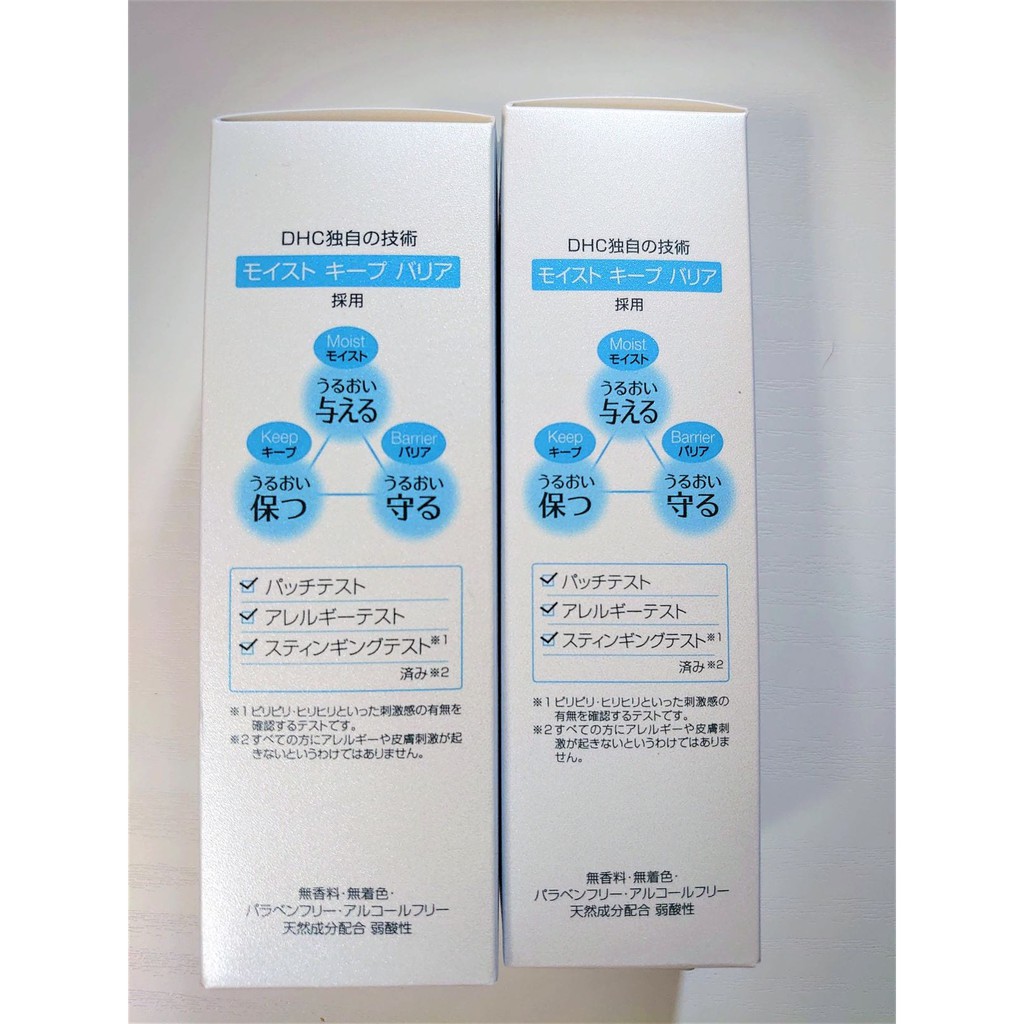 DHC独自の技術
モイスト キープ バリア
採用
Moist
モイスト
うるおい
与える
Keep
キープ
Barrier
バリア
うるおい
保つ
うるおい
守る
パッチテスト
アレルギーテスト
スティンギングテスト※1
済み※2
※1 ピリピリ・ヒリヒリといった刺激感の有無を
確認するテストです。
※2 すべての方にアレルギーや皮膚刺激が起
きないというわけではありません。
無香料・無着色・
パラベンフリー・アルコールフリー
天然成分配合 弱酸性
DHC独自の技術
モイスト キープ バリア
採用
Moist
モイスト
うるおい
与える
Keep
キープ
Barrier
バリア
うるおい
保つ
うるおい
守る
パッチテスト
アレルギーテスト
スティンギングテスト※1
済み※2
※1 ピリピリ・ヒリヒリといった刺激感の
有無を確認するテストです。
※2 すべての方にアレルギーや皮膚刺
激が起きないというわけではありま
せん。
無香料・無着色・
パラベンフリー・アルコールフリー
天然成分配合 弱酸性